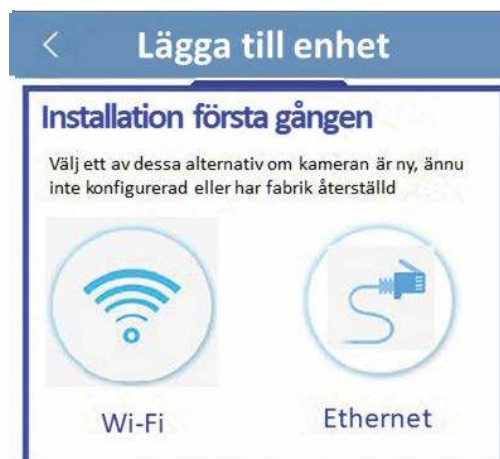 Lägga till enhet
Installation första gången
Välj ett av dessa alternativ om kameran är ny, ännu
inte konfigurerad eller har fabrik återställd
Wi-Fi
Ethernet